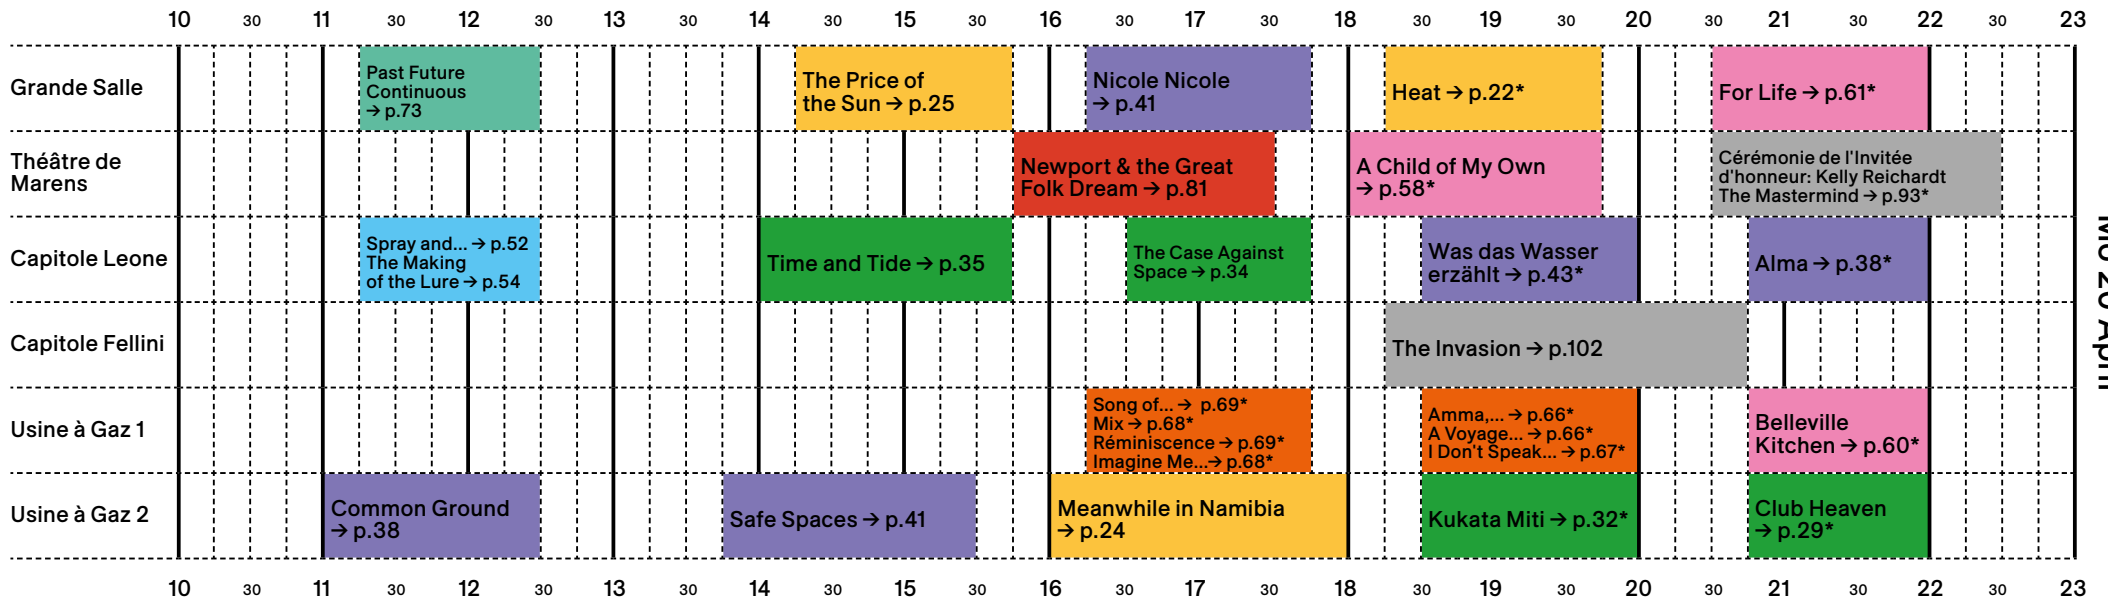 10 30 11 30 12 30 13 30 14 30 15 30 16 30 17 30 18 30 19 30 20 30 21 30 22 30 23
Grande Salle
Past Future
Continuous
→ p.73
The Price of
the Sun → p.25
Nicole Nicole
→ p.41
Heat → p.22*
For Life → p.61*
Théâtre de
Marens
Newport & the Great
Folk Dream → p.81
A Child of My Own
→ p.58*
Cérémonie de l'Invitée
d'honneur: Kelly Reichardt
The Mastermind → p.93*
Capitole Leone
Spray and... → p.52
The Making
of the Lure → p.54
Time and Tide → p.35
The Case Against
Space → p.34
Was das Wasser
erzählt → p.43*
Alma → p.38*
Capitole Fellini
The Invasion → p.102
Usine à Gaz 1
Song of... → p.69*
Mix → p.68*
Réminiscence → p.69*
Imagine Me...→ p.68*
Amma,... → p.66*
A Voyage... → p.66*
I Don't Speak... → p.67*
Belleville
Kitchen → p.60*
Usine à Gaz 2
Common Ground
→ p.38
Safe Spaces → p.41
Meanwhile in Namibia
→ p.24
Kukata Miti → p.32*
Club Heaven
→ p.29*
10 30 11 30 12 30 13 30 14 30 15 30 16 30 17 30 18 30 19 30 20 30 21 30 22 30 23